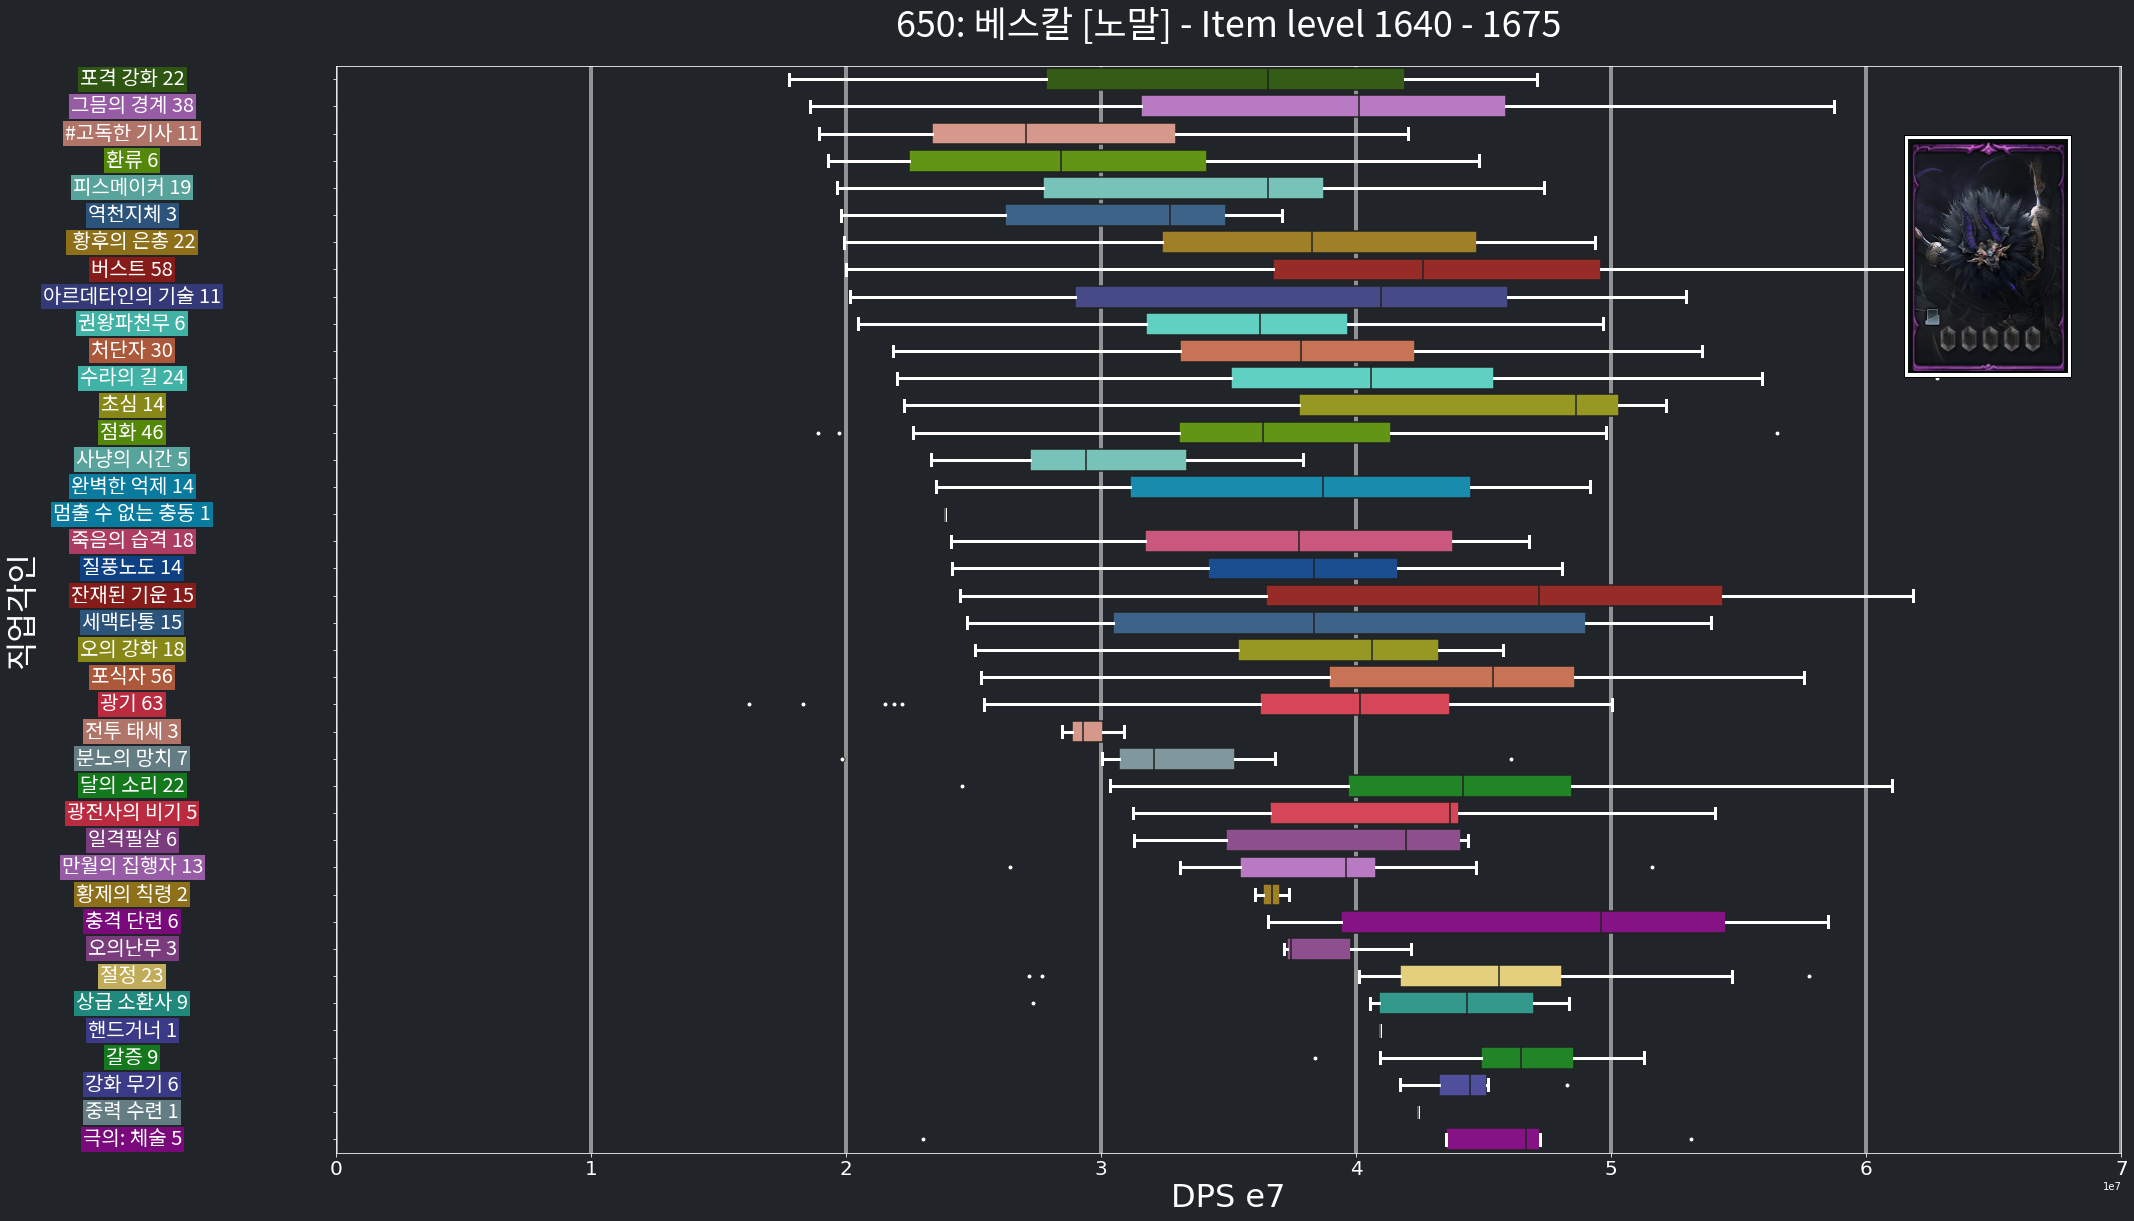 650: 베스칼 [노말] - Item level 1640 - 1675
포격 강화 22
그믐의 경계 38
#고독한 기사 11
환류 6
피스메이커 19
역천지체 3
황후의 은총 22
버스트 58
아르데타인의 기술 11
권왕파천무 6
처단자 30
수라의 길 24
초심 14
점화 46
사냥의 시간 5
완벽한 억제 14
멈출 수 없는 충동 1
죽음의 습격 18
질풍노도 14
잔재된 기운 15
세맥타통 15
오의 강화 18
포식자 56
광기 63
전투 태세 3
분노의 망치 7
달의 소리 22
광전사의 비기 5
일격필살 6
만월의 집행자 13
황제의 칙령 2
충격 단련 6
오의난무 3
절정 23
상급 소환사 9
핸드거너 1
갈증 9
강화 무기 6
중력 수련 1
극의: 체술 5
직업각인
0 1 2 3 4 5 6 7
1e7
DPS e7